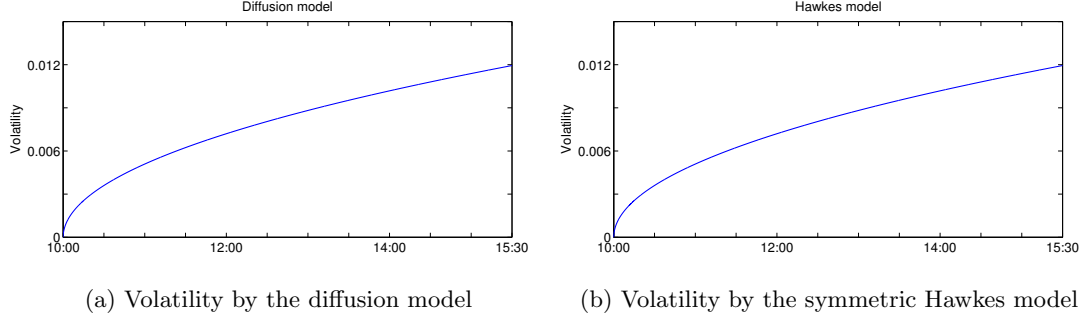 Diffusion model
Volatility
0.012
0.006
0
10:00 12:00 14:00 15:30
(a) Volatility by the diffusion model
Hawkes model
Volatility
0.012
0.006
0
10:00 12:00 14:00 15:30
(b) Volatility by the symmetric Hawkes model